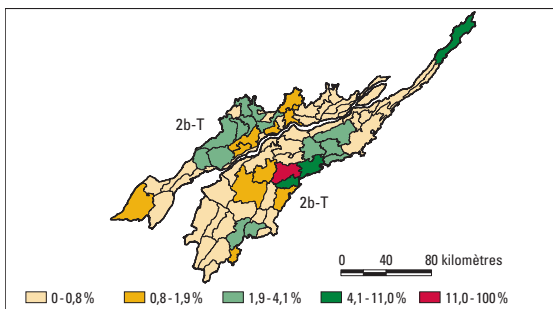 2b-T
2b-T
0 40 80 kilomètres
0 - 0,8 % 0,8 - 1,9 % 1,9 - 4,1 % 4,1 - 11,0 % 11,0 - 100 %